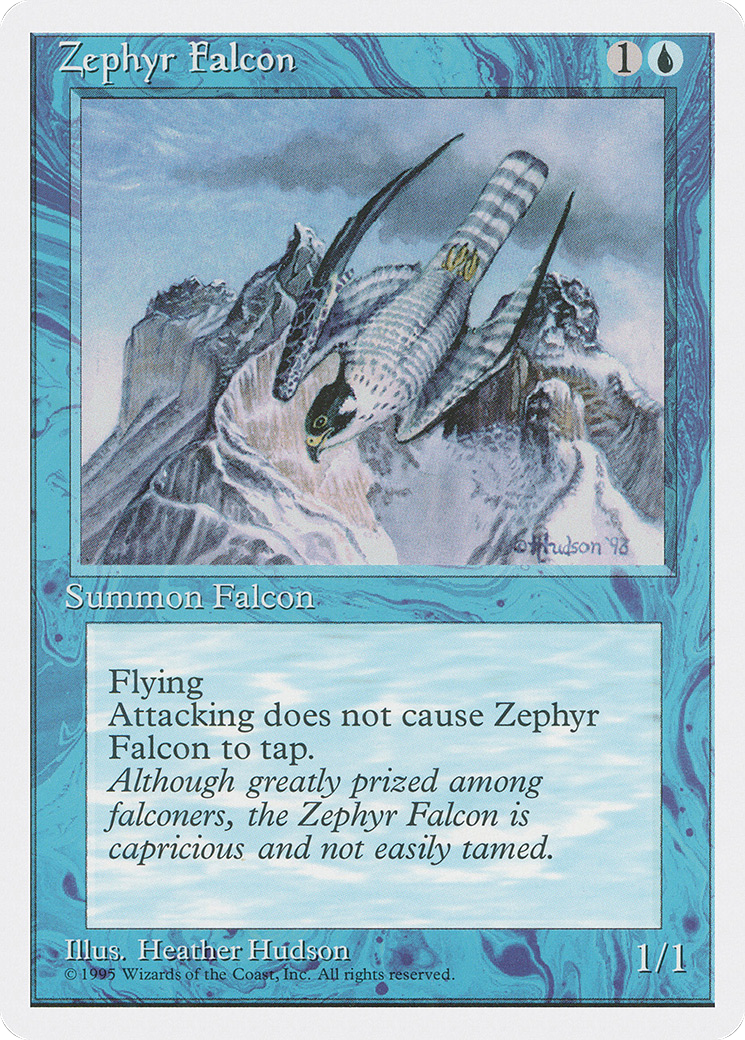 Zephyr Falcon 1
©HHudson '93
Summon Falcon
Flying
Attacking does not cause Zephyr
Falcon to tap.
Although greatly prized among
falconers, the Zephyr Falcon is
capricious and not easily tamed.
Illus. Heather Hudson
© 1995 Wizards of the Coast, Inc. All rights reserved.
1/1